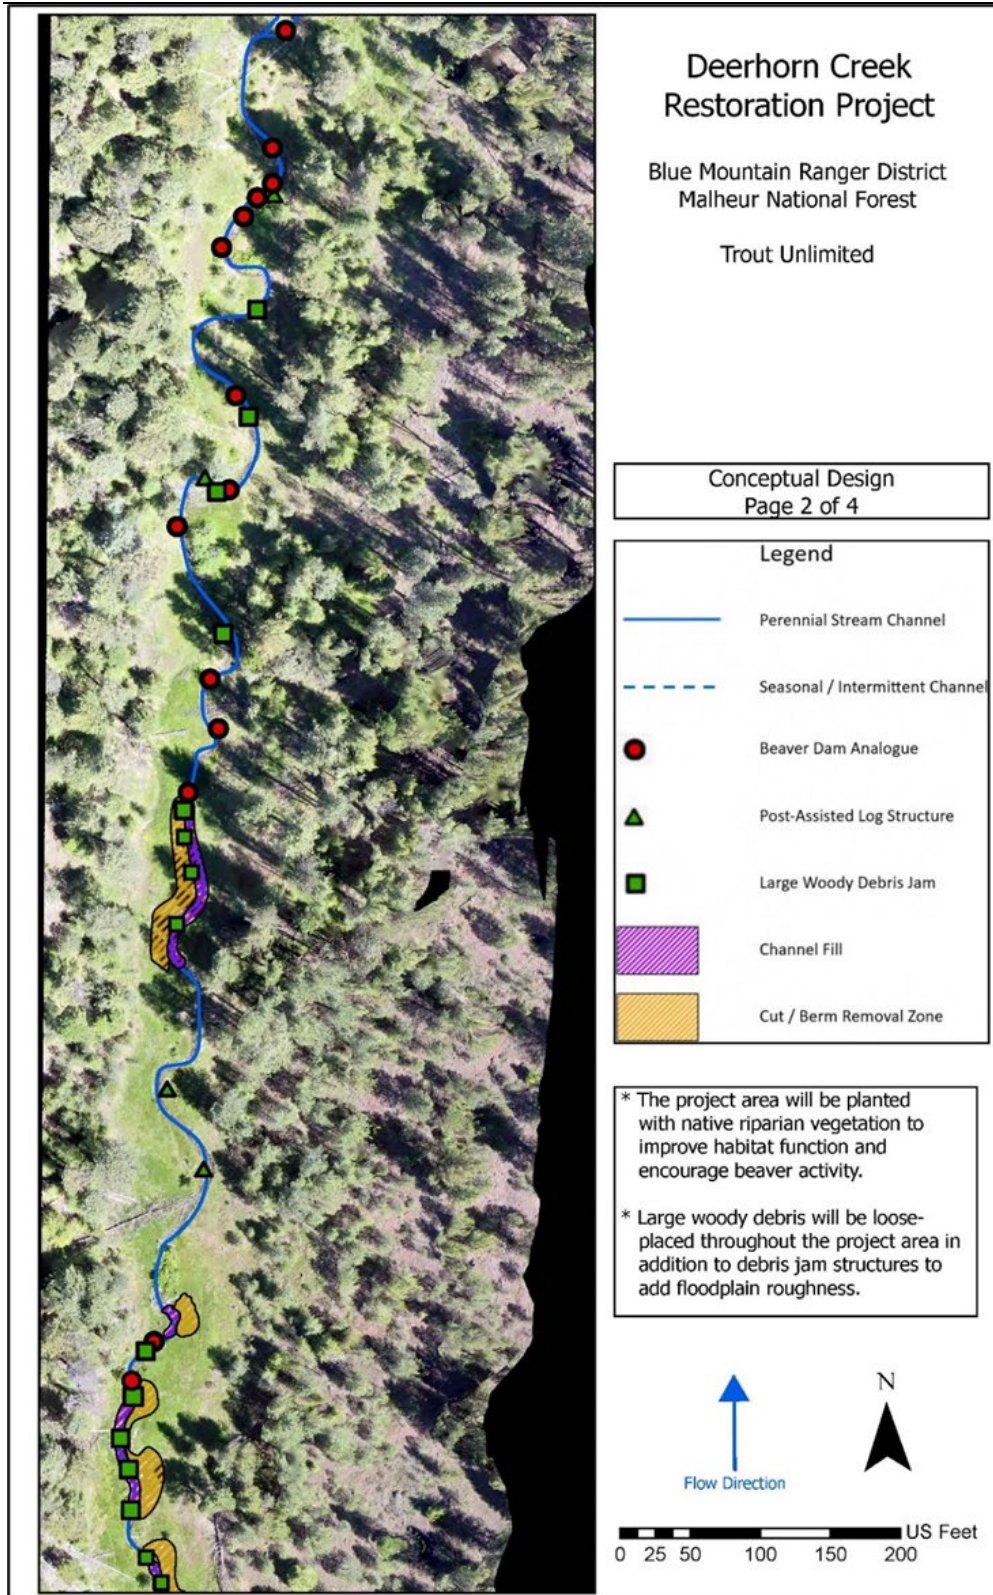 Deerhorn Creek
Restoration Project
Blue Mountain Ranger District
Malheur National Forest
Trout Unlimited
Conceptual Design
Page 2 of 4
Legend
Perennial Stream Channel
Seasonal / Intermittent Channel
Beaver Dam Analogue
Post-Assisted Log Structure
Large Woody Debris Jam
Channel Fill
Cut / Berm Removal Zone
* The project area will be planted
with native riparian vegetation to
improve habitat function and
encourage beaver activity.
* Large woody debris will be loose-
placed throughout the project area in
addition to debris jam structures to
add floodplain roughness.
N
Flow Direction
US Feet
0 25 50 100 150 200